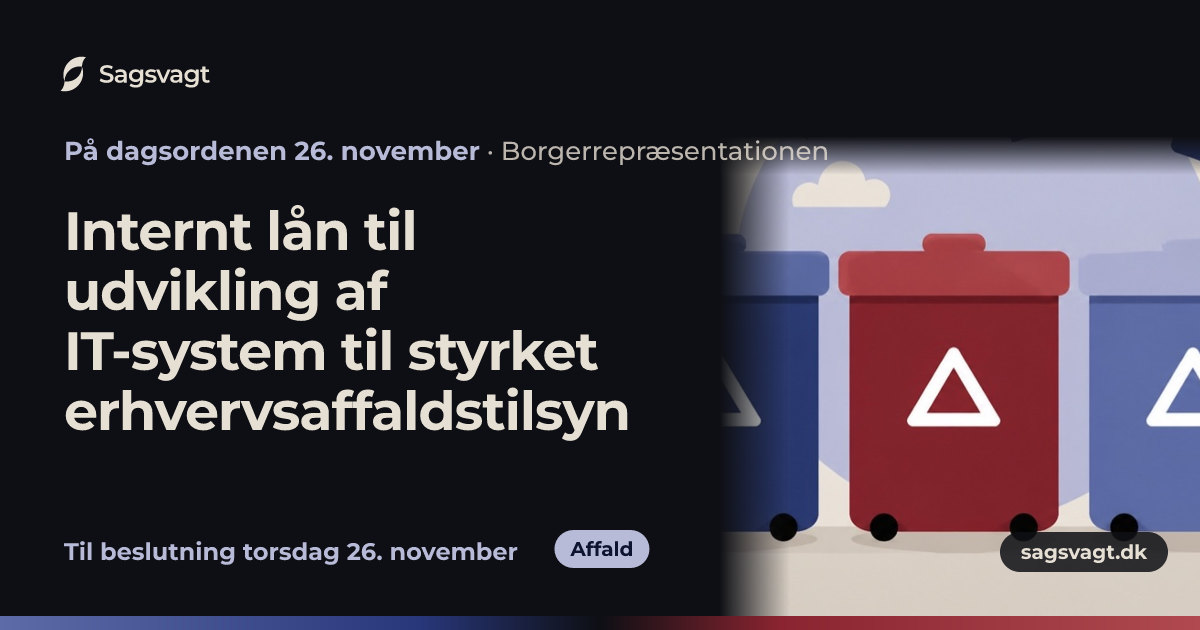 Sagsvagt
På dagsordenen 26. november · Borgerrepræsentationen
Internt lån til
udvikling af
IT-system til styrket
erhvervsaffaldstilsyn
Til beslutning torsdag 26. november
Affald
sagsvagt.dk